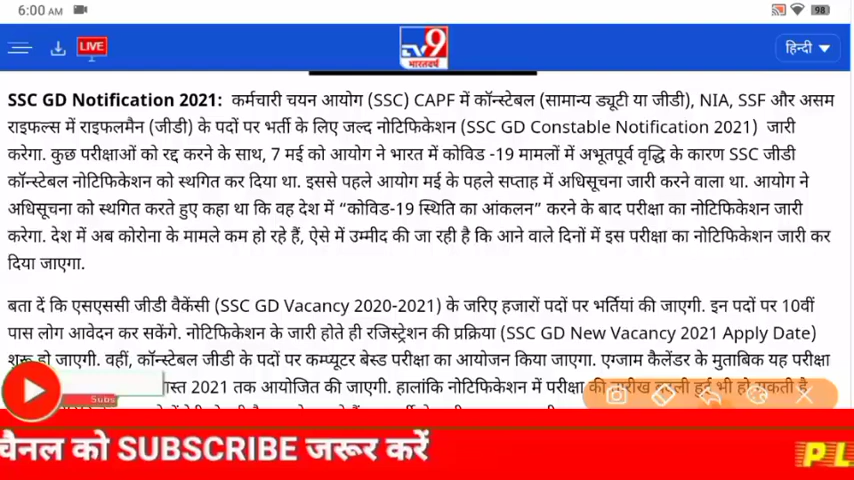 6:00 AM
98
LIVE
TV9
भारतवर्ष
हिन्दी
SSC GD Notification 2021: कर्मचारी चयन आयोग (SSC) CAPF में कॉन्स्टेबल (सामान्य ड्यूटी या जीडी), NIA, SSF और असम
राइफल्स में राइफलमैन (जीडी) के पदों पर भर्ती के लिए जल्द नोटिफिकेशन (SSC GD Constable Notification 2021) जारी
करेगा. कुछ परीक्षाओं को रद्द करने के साथ, 7 मई को आयोग ने भारत में कोविड -19 मामलों में अभूतपूर्व वृद्धि के कारण SSC जीडी
कॉन्स्टेबल नोटिफिकेशन को स्थगित कर दिया था. इससे पहले आयोग मई के पहले सप्ताह में अधिसूचना जारी करने वाला था. आयोग ने
अधिसूचना को स्थगित करते हुए कहा था कि वह देश में “कोविड-19 स्थिति का आंकलन” करने के बाद परीक्षा का नोटिफिकेशन जारी
करेगा. देश में अब कोरोना के मामले कम हो रहे हैं, ऐसे में उम्मीद की जा रही है कि आने वाले दिनों में इस परीक्षा का नोटिफिकेशन जारी कर
दिया जाएगा.
बता दें कि एसएससी जीडी वैकेंसी (SSC GD Vacancy 2020-2021) के जरिए हजारों पदों पर भर्तियां की जाएगी. इन पदों पर 10वीं
पास लोग आवेदन कर सकेंगे. नोटिफिकेशन के जारी होते ही रजिस्ट्रेशन की प्रक्रिया (SSC GD New Vacancy 2021 Apply Date)
शुरू हो जाएगी. वहीं, कॉन्स्टेबल जीडी के पदों पर कम्प्यूटर बेस्ड परीक्षा का आयोजन किया जाएगा. एग्जाम कैलेंडर के मुताबिक यह परीक्षा
2021 तक आयोजित की जाएगी. हालांकि नोटिफिकेशन में परीक्षा की तारीख बदली हुई भी हो सकती है
Subs
चैनल को SUBSCRIBE जरूर करें
PL